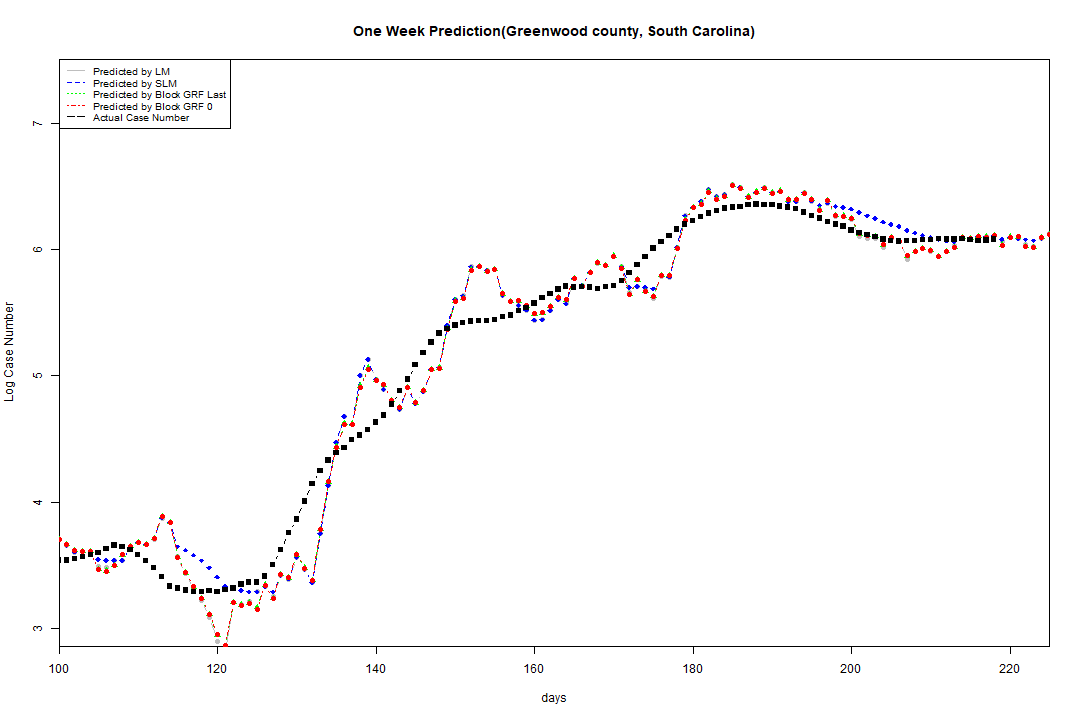 One Week Prediction(Greenwood county, South Carolina)
Predicted by LM
Predicted by SLM
Predicted by Block GRF Last
Predicted by Block GRF 0
Actual Case Number
7
6
5
4
3
Log Case Number
100 120 140 160 180 200 220
days